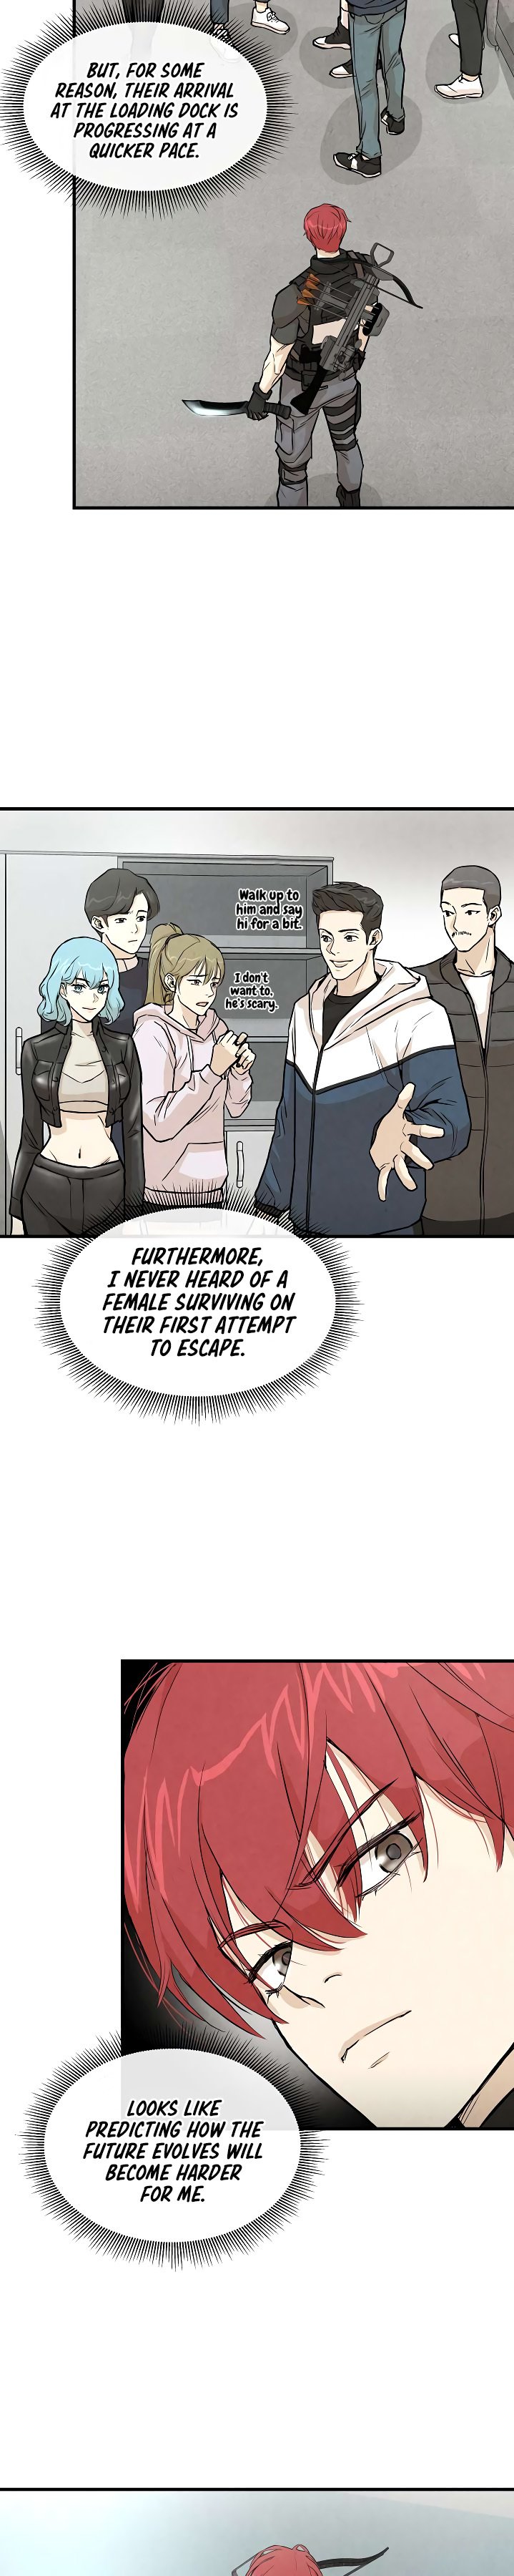 BUT, FOR SOME
REASON, THEIR ARRIVAL
AT THE LOADING DOCK IS
PROGRESSING AT A
QUICKER PACE.
Walk up to
him and say
hi for a bit.
I don't
want to.
he's scary.
FURTHERMORE,
I NEVER HEARD OF A
FEMALE SURVIVING ON
THEIR FIRST ATTEMPT
TO ESCAPE.
LOOKS LIKE
PREDICTING HOW THE
FUTURE EVOLVES WILL
BECOME HARDER
FOR ME.